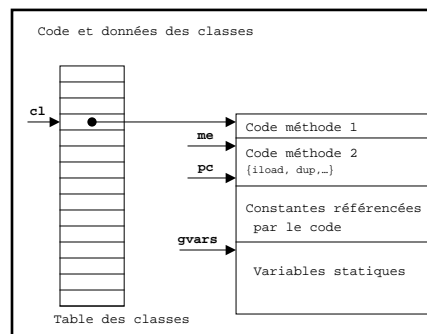 Code et données des classes
cl
Code méthode 1
me
Code méthode 2
{iload, dup,…}
pc
Constantes référencées
par le code
gvars
Variables statiques
Table des classes